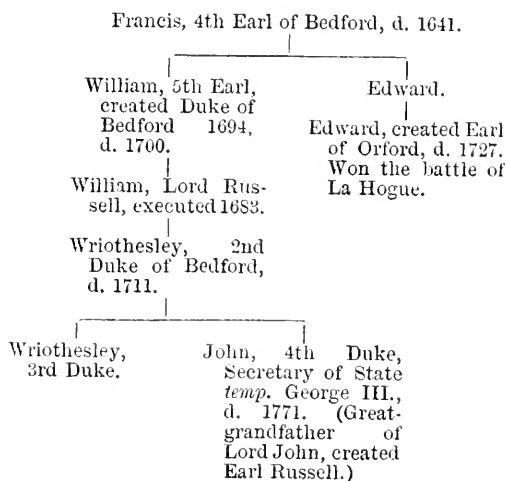 Francis, 4th Earl of Bedford, d. 1641.
William, 5th Earl,
created Duke of
Bedford 1694,
d. 1700.
William, Lord Rus-
sell, executed 1683.
Wriothesley, 2nd
Duke of Bedford,
d. 1711.
Edward.
Edward, created Earl
of Orford, d. 1727.
Won the battle of
La Hogue.
Wriothesley,
3rd Duke.
John, 4th Duke,
Secretary of State
temp. George III.,
d. 1771. (Great-
grandfather of
Lord John, created
Earl Russell.)